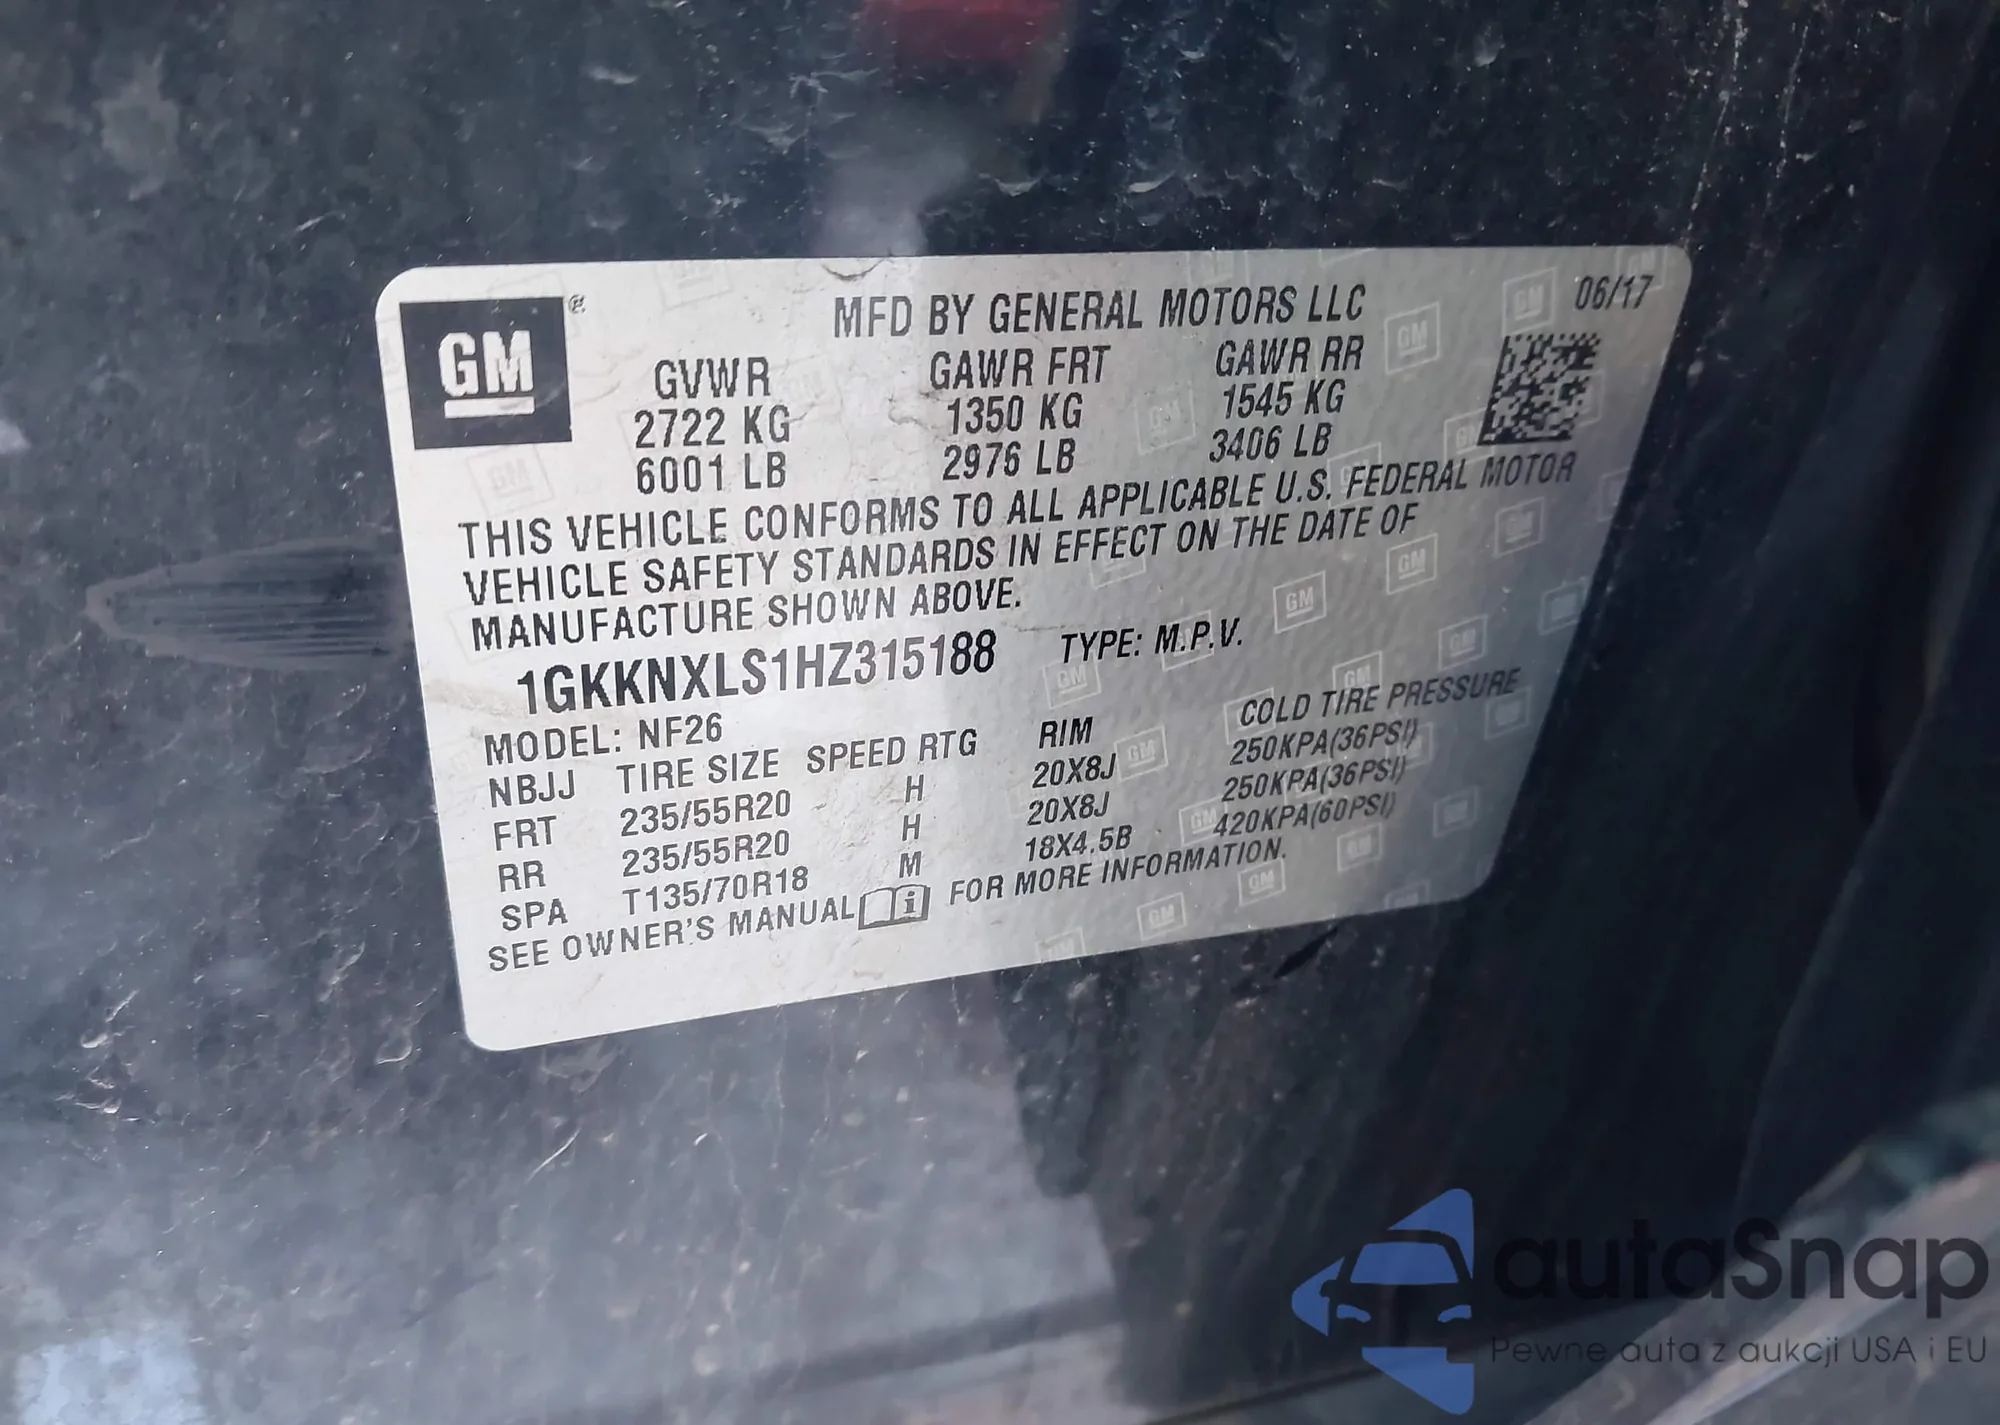 GM ®
MFD BY GENERAL MOTORS LLC
06/17
GVWR GAWR FRT GAWR RR
2722 KG 1350 KG 1545 KG
6001 LB 2976 LB 3406 LB
THIS VEHICLE CONFORMS TO ALL APPLICABLE U.S. FEDERAL MOTOR
VEHICLE SAFETY STANDARDS IN EFFECT ON THE DATE OF
MANUFACTURE SHOWN ABOVE.
1GKKNXLS1HZ315188 TYPE: M.P.V.
MODEL: NF26
NBJJ TIRE SIZE SPEED RTG RIM COLD TIRE PRESSURE
FRT 235/55R20 H 20X8J 250KPA(36PSI)
RR 235/55R20 H 20X8J 250KPA(36PSI)
SPA T135/70R18 M 18X4.5B 420KPA(60PSI)
SEE OWNER'S MANUAL i FOR MORE INFORMATION.
autaSnap
Pewne auta z aukcji USA i EU